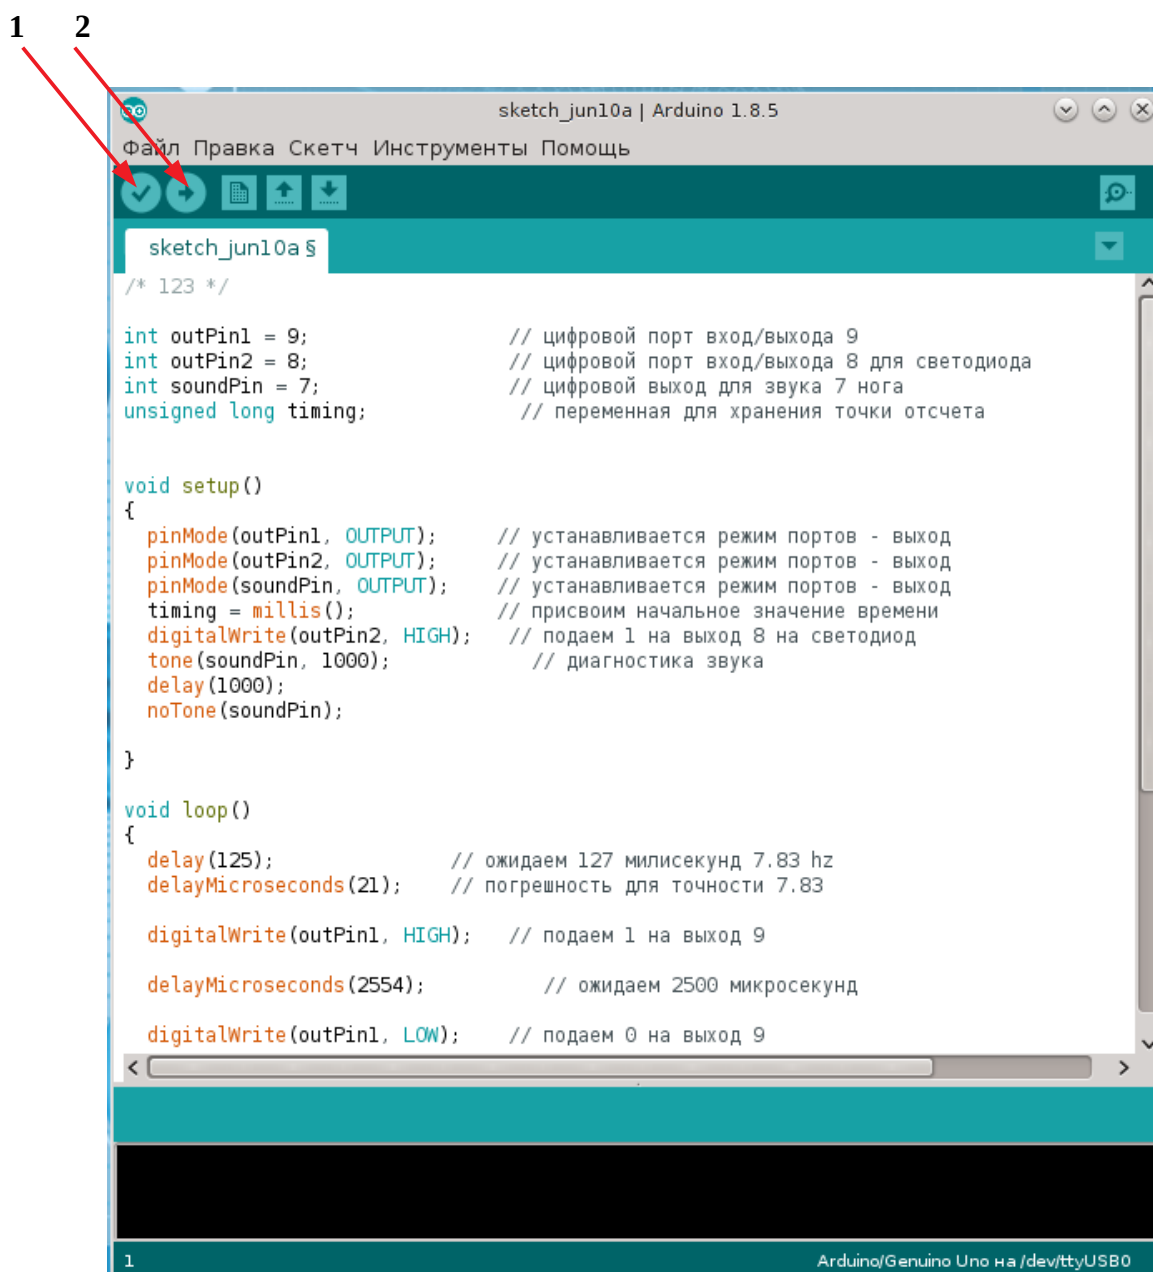 1 2
sketch_jun10a | Arduino 1.8.5
Файл Правка Скетч Инструменты Помощь
sketch_jun10a §
/* 123 */
int outPin1 = 9; // цифровой порт вход/выхода 9
int outPin2 = 8; // цифровой порт вход/выхода 8 для светодиода
int soundPin = 7; // цифровой выход для звука 7 нога
unsigned long timing; // переменная для хранения точки отсчета
void setup()
{
pinMode(outPin1, OUTPUT); // устанавливается режим портов - выход
pinMode(outPin2, OUTPUT); // устанавливается режим портов - выход
pinMode(soundPin, OUTPUT); // устанавливается режим портов - выход
timing = millis(); // присвоим начальное значение времени
digitalWrite(outPin2, HIGH); // подаем 1 на выход 8 на светодиод
tone(soundPin, 1000); // диагностика звука
delay(1000);
noTone(soundPin);
}
void loop()
{
delay(125); // ожидаем 127 милисекунд 7.83 hz
delayMicroseconds(21); // погрешность для точности 7.83
digitalWrite(outPin1, HIGH); // подаем 1 на выход 9
delayMicroseconds(2554); // ожидаем 2500 микросекунд
digitalWrite(outPin1, LOW); // подаем 0 на выход 9
1 Arduino/Genuino Uno на /dev/ttyUSB0